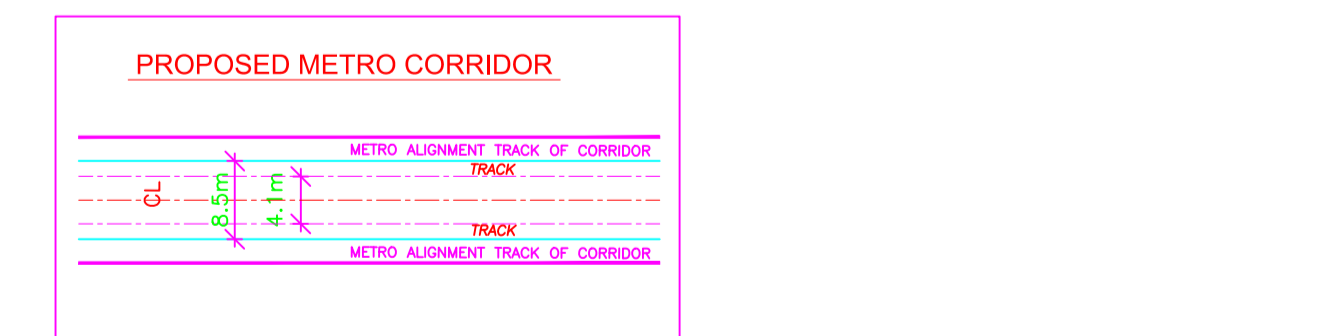 PROPOSED METRO CORRIDOR
METRO ALIGNMENT TRACK OF CORRIDOR
TRACK
CL
8.5m
4.1m
TRACK
METRO ALIGNMENT TRACK OF CORRIDOR